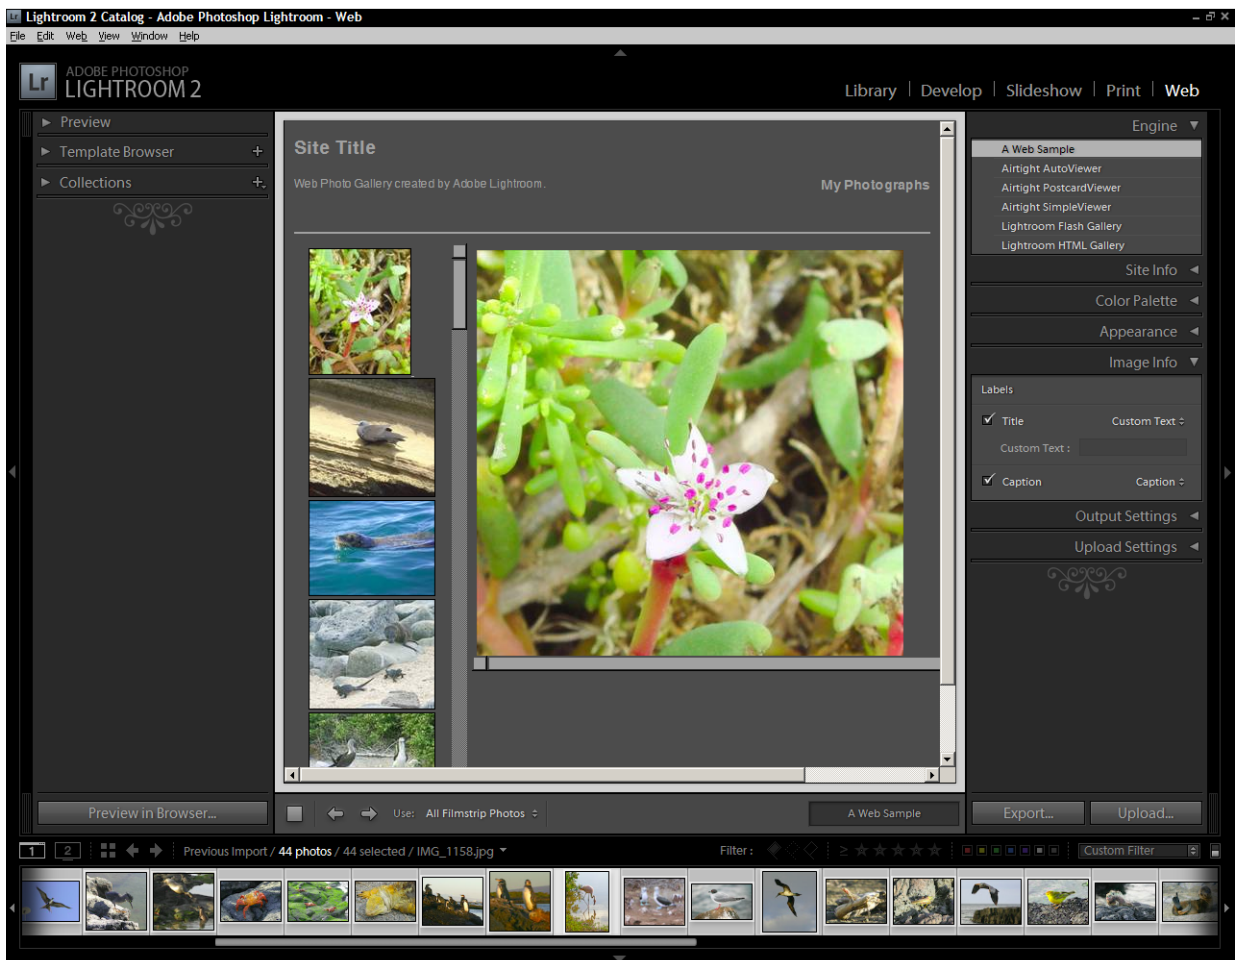 Lr Lightroom 2 Catalog - Adobe Photoshop Lightroom - Web
File Edit Web View Window Help
Lr ADOBE PHOTOSHOP
LIGHTROOM 2
Library | Develop | Slideshow | Print | Web
Preview
Template Browser +
Collections +
Site Title
Web Photo Gallery created by Adobe Lightroom.
My Photographs
Engine
A Web Sample
Airtight AutoViewer
Airtight PostcardViewer
Airtight SimpleViewer
Lightroom Flash Gallery
Lightroom HTML Gallery
Site Info
Color Palette
Appearance
Image Info
Labels
Title Custom Text
Custom Text :
Caption Caption
Output Settings
Upload Settings
Preview in Browser...
Use: All Filmstrip Photos
A Web Sample
Export...
Upload...
1 2 Previous Import / 44 photos / 44 selected / IMG_1158.jpg
Filter : Custom Filter